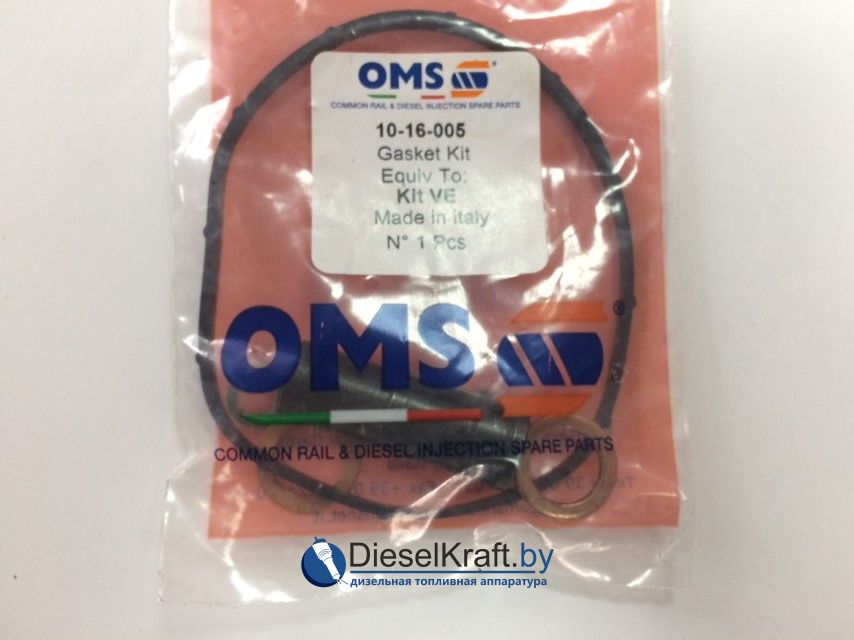 OMS
COMMON RAIL & DIESEL INJECTION SPARE PARTS
10-16-005
Gasket Kit
Equiv To:
Kit VE
Made in italy
N° 1 Pcs
OMS ®
COMMON RAIL & DIESEL INJECTION SPARE PARTS
DieselKraft.by
дизельная топливная аппаратура